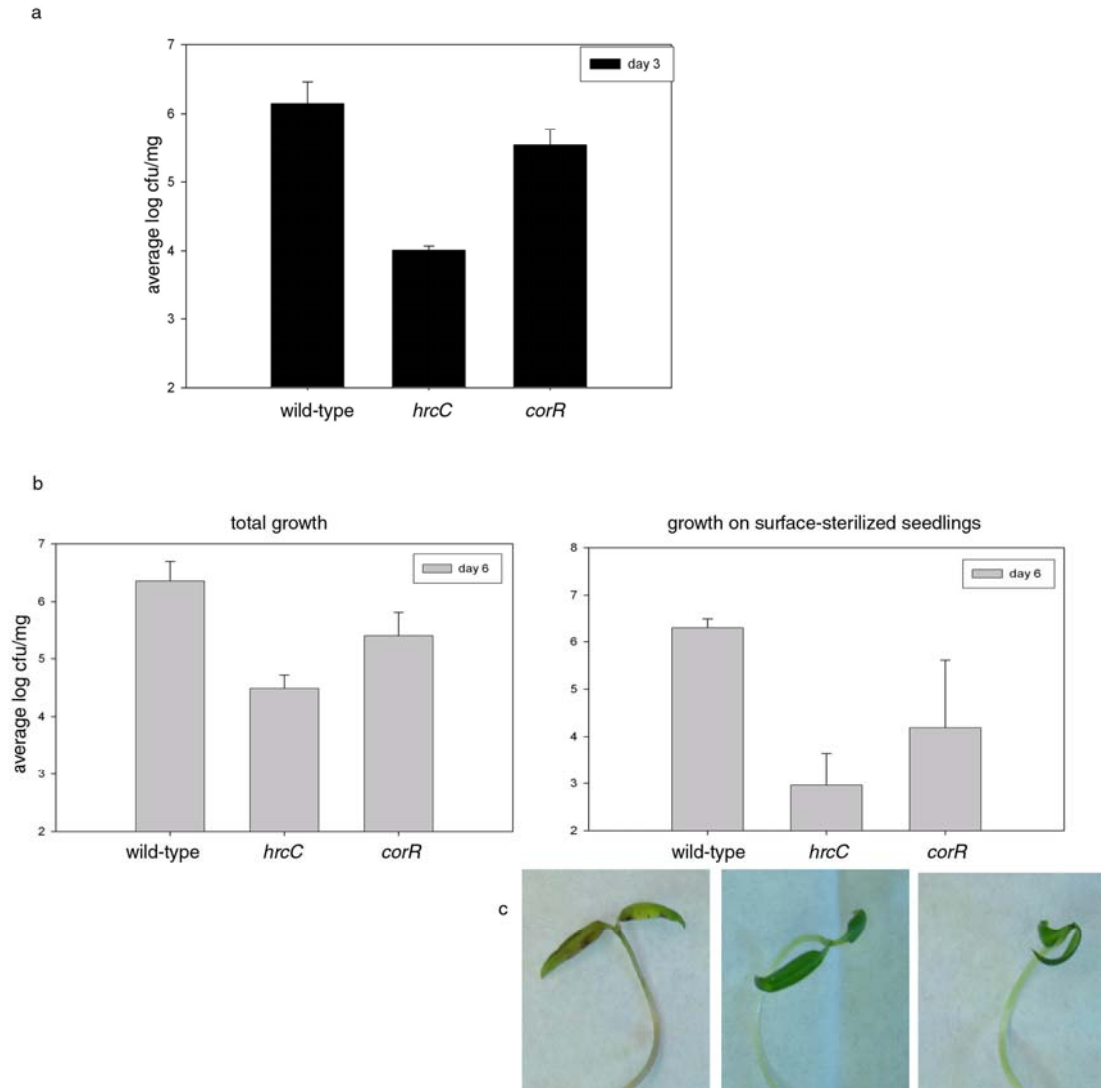 a
7
6
5
4
3
2
average log cfu/mg
day 3
wild-type hrcC corR
b
total growth
7
6
5
4
3
2
average log cfu/mg
day 6
wild-type hrcC corR
growth on surface-sterilized seedlings
8
7
6
5
4
3
2
day 6
wild-type hrcC corR
c